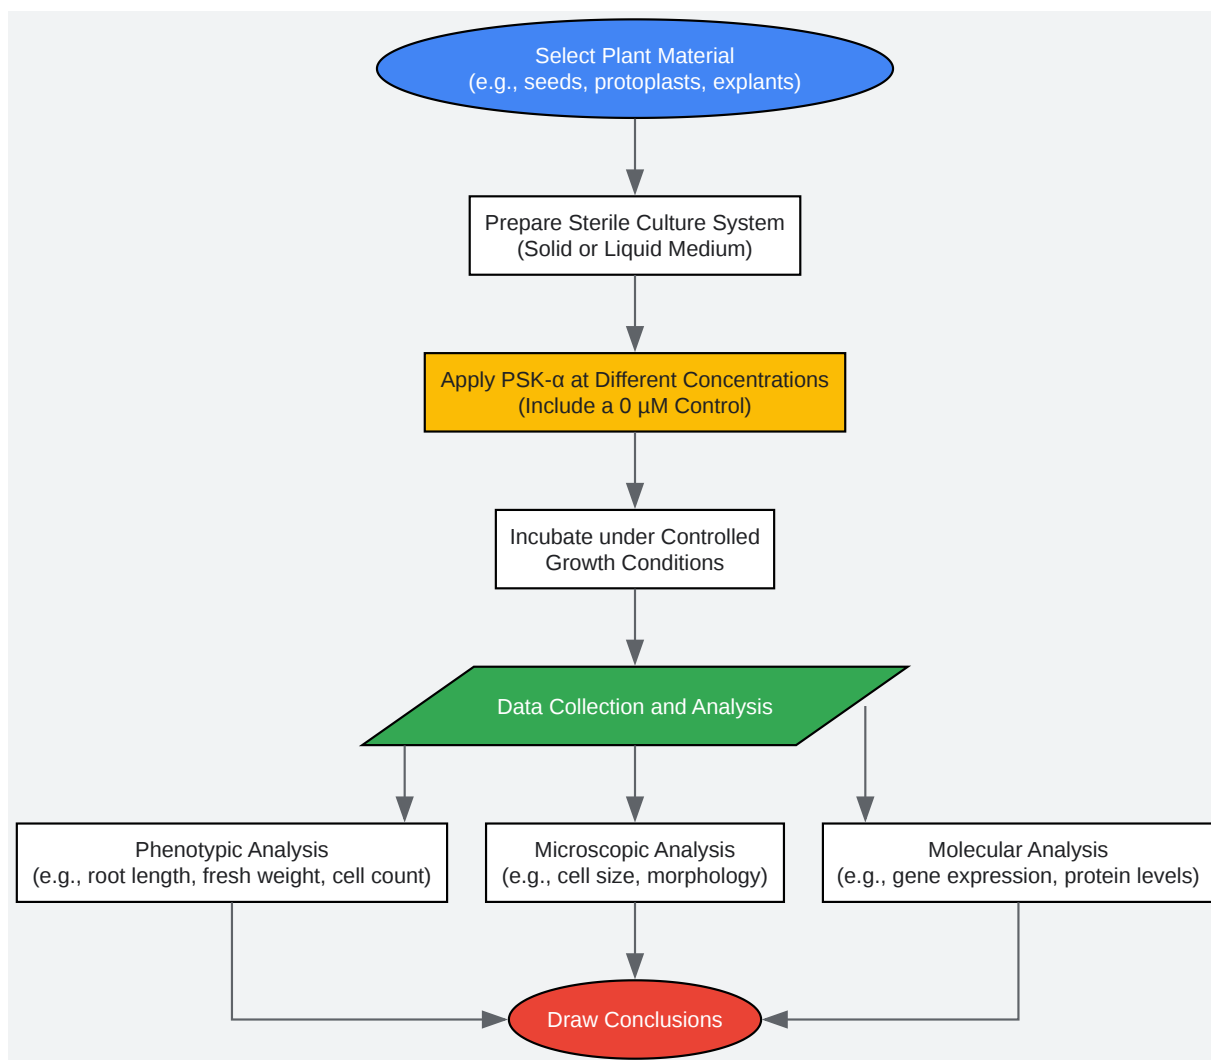 Select Plant Material
(e.g., seeds, protoplasts, explants)
Prepare Sterile Culture System
(Solid or Liquid Medium)
Apply PSK-α at Different Concentrations
(Include a 0 µM Control)
Incubate under Controlled
Growth Conditions
Data Collection and Analysis
Phenotypic Analysis
(e.g., root length, fresh weight, cell count)
Microscopic Analysis
(e.g., cell size, morphology)
Molecular Analysis
(e.g., gene expression, protein levels)
Draw Conclusions